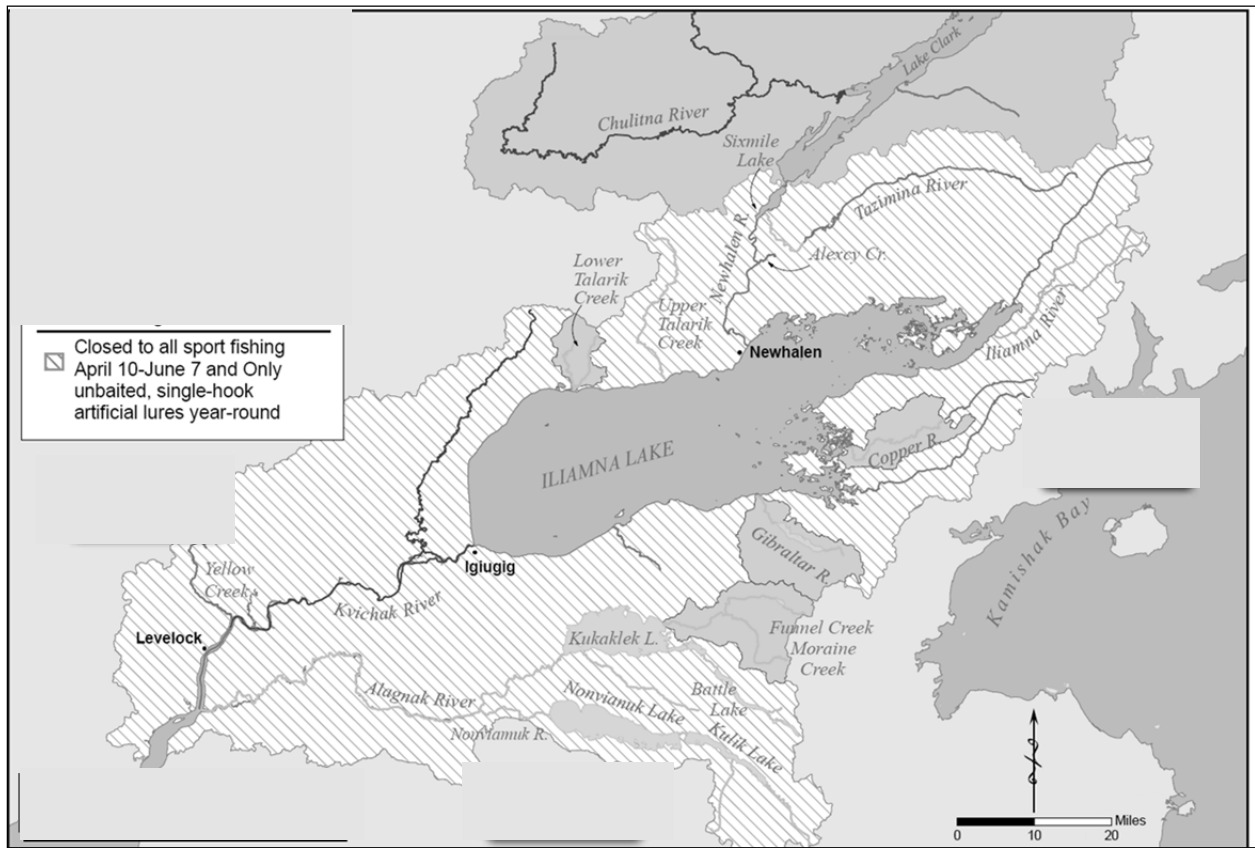 Lake Clark
Chulitna River
Sixmile
Lake
Tazimina River
Newhalen R.
Alexcy Cr.
Lower
Talarik
Creek
Upper
Talarik
Creek
Iliamna River
Newhalen
Closed to all sport fishing
April 10-June 7 and Only
unbaited, single-hook
artificial lures year-round
ILIAMNA LAKE
Copper R.
Kamishak Bay
Gibraltar R.
Igiugig
Yellow
Creek
Kvichak River
Levelock
Funnel Creek
Moraine
Creek
Kukaklek L.
Alagnak River
Nonvianuk Lake
Battle
Lake
Nonviamuk R.
Kulik Lake
Miles
0 10 20